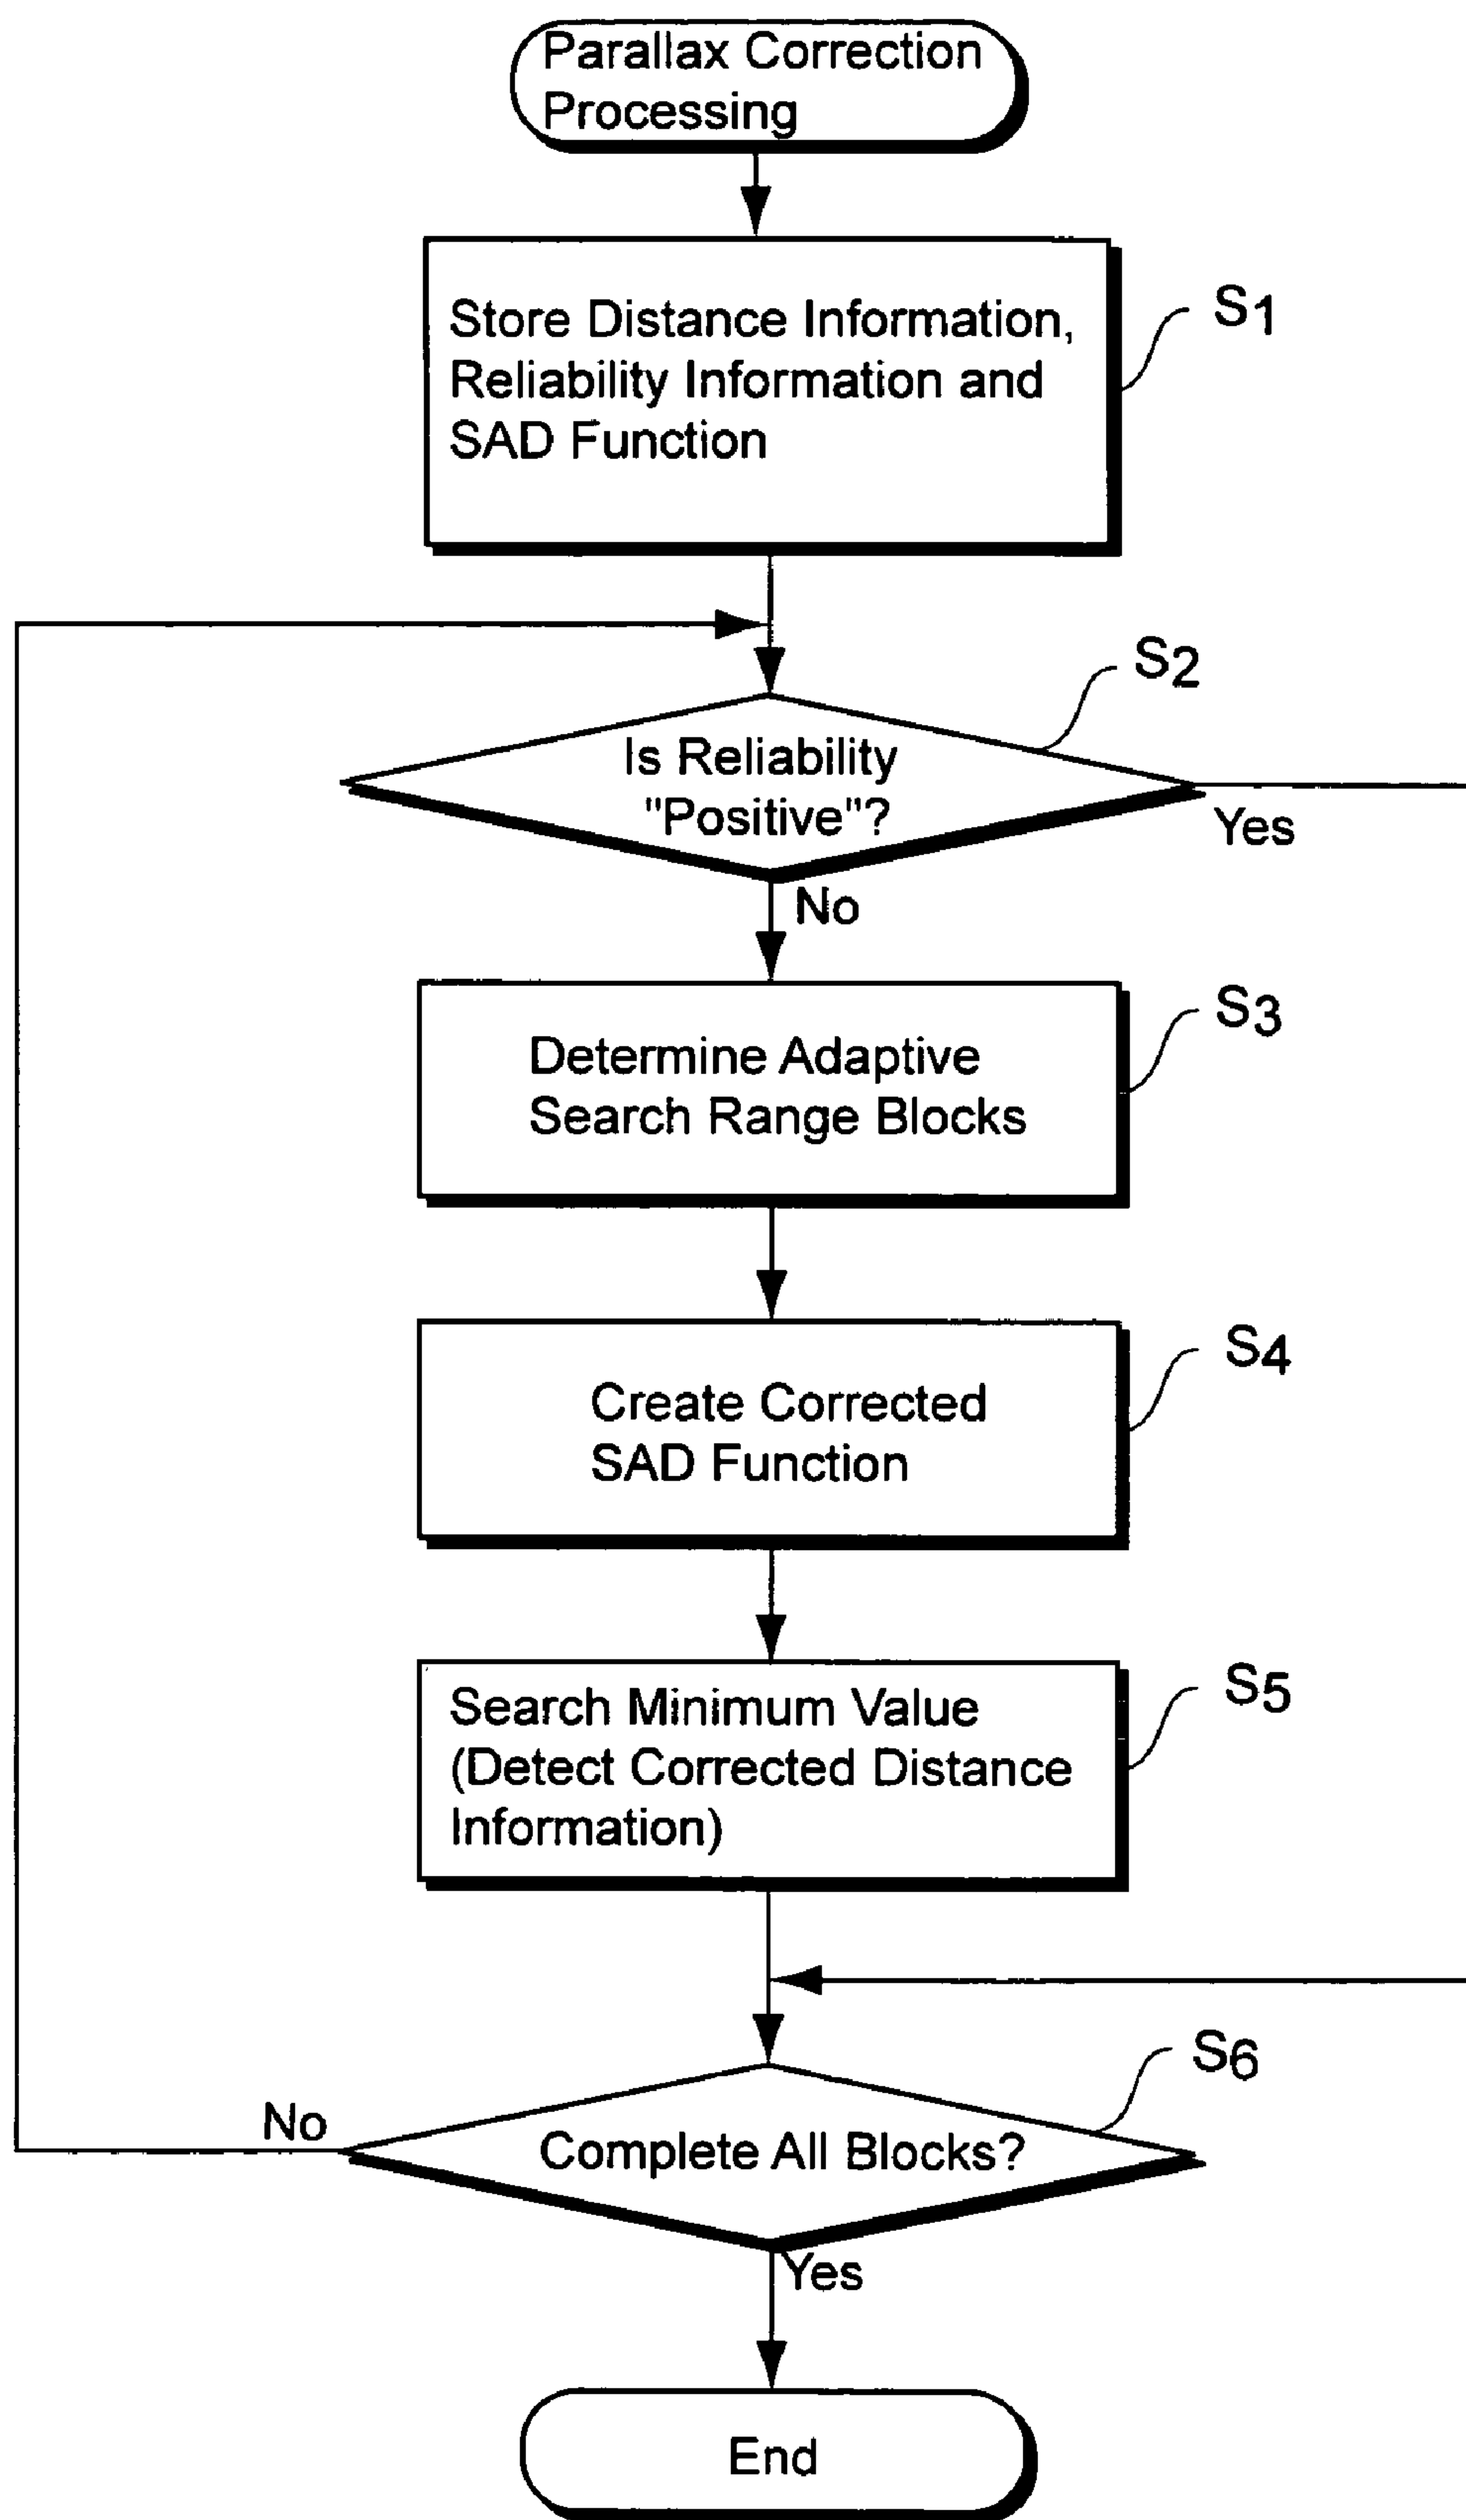 Parallax Correction
Processing
Store Distance Information,
Reliability Information and
SAD Function
S1
S2
Is Reliability
"Positive"?
Yes
No
Determine Adaptive
Search Range Blocks
S3
Create Corrected
SAD Function
S4
Search Minimum Value
(Detect Corrected Distance
Information)
S5
S6
No
Complete All Blocks?
Yes
End